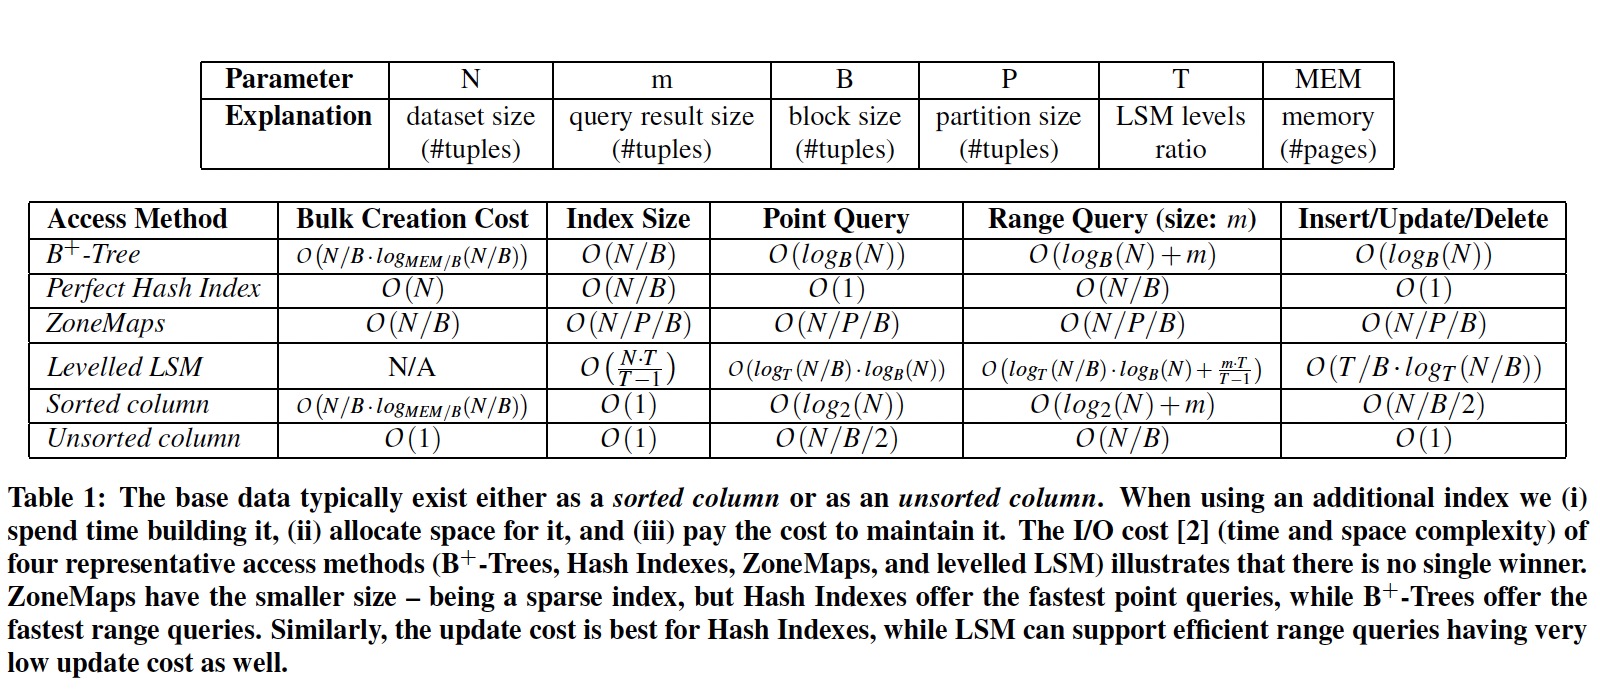 Parameter N m B P T MEM
Explanation dataset size query result size block size partition size LSM levels memory
(#tuples) (#tuples) (#tuples) (#tuples) ratio (#pages)
Access Method Bulk Creation Cost Index Size Point Query Range Query (size: m) Insert/Update/Delete
B⁺-Tree O(N/B·log_{MEM/B}(N/B)) O(N/B) O(log_B(N)) O(log_B(N)+m) O(log_B(N))
Perfect Hash Index O(N) O(N/B) O(1) O(N/B) O(1)
ZoneMaps O(N/B) O(N/P/B) O(N/P/B) O(N/P/B) O(N/P/B)
Levelled LSM N/A O(\frac{N·T}{T−1}) O(log_T(N/B)·log_B(N)) O(log_T(N/B)·log_B(N)+\frac{m·T}{T−1}) O(T/B·log_T(N/B))
Sorted column O(N/B·log_{MEM/B}(N/B)) O(1) O(log_2(N)) O(log_2(N)+m) O(N/B/2)
Unsorted column O(1) O(1) O(N/B/2) O(N/B) O(1)
Table 1: The base data typically exist either as a sorted column or as an unsorted column. When using an additional index we (i)
spend time building it, (ii) allocate space for it, and (iii) pay the cost to maintain it. The I/O cost [2] (time and space complexity) of
four representative access methods (B⁺-Trees, Hash Indexes, ZoneMaps, and levelled LSM) illustrates that there is no single winner.
ZoneMaps have the smaller size – being a sparse index, but Hash Indexes offer the fastest point queries, while B⁺-Trees offer the
fastest range queries. Similarly, the update cost is best for Hash Indexes, while LSM can support efficient range queries having very
low update cost as well.